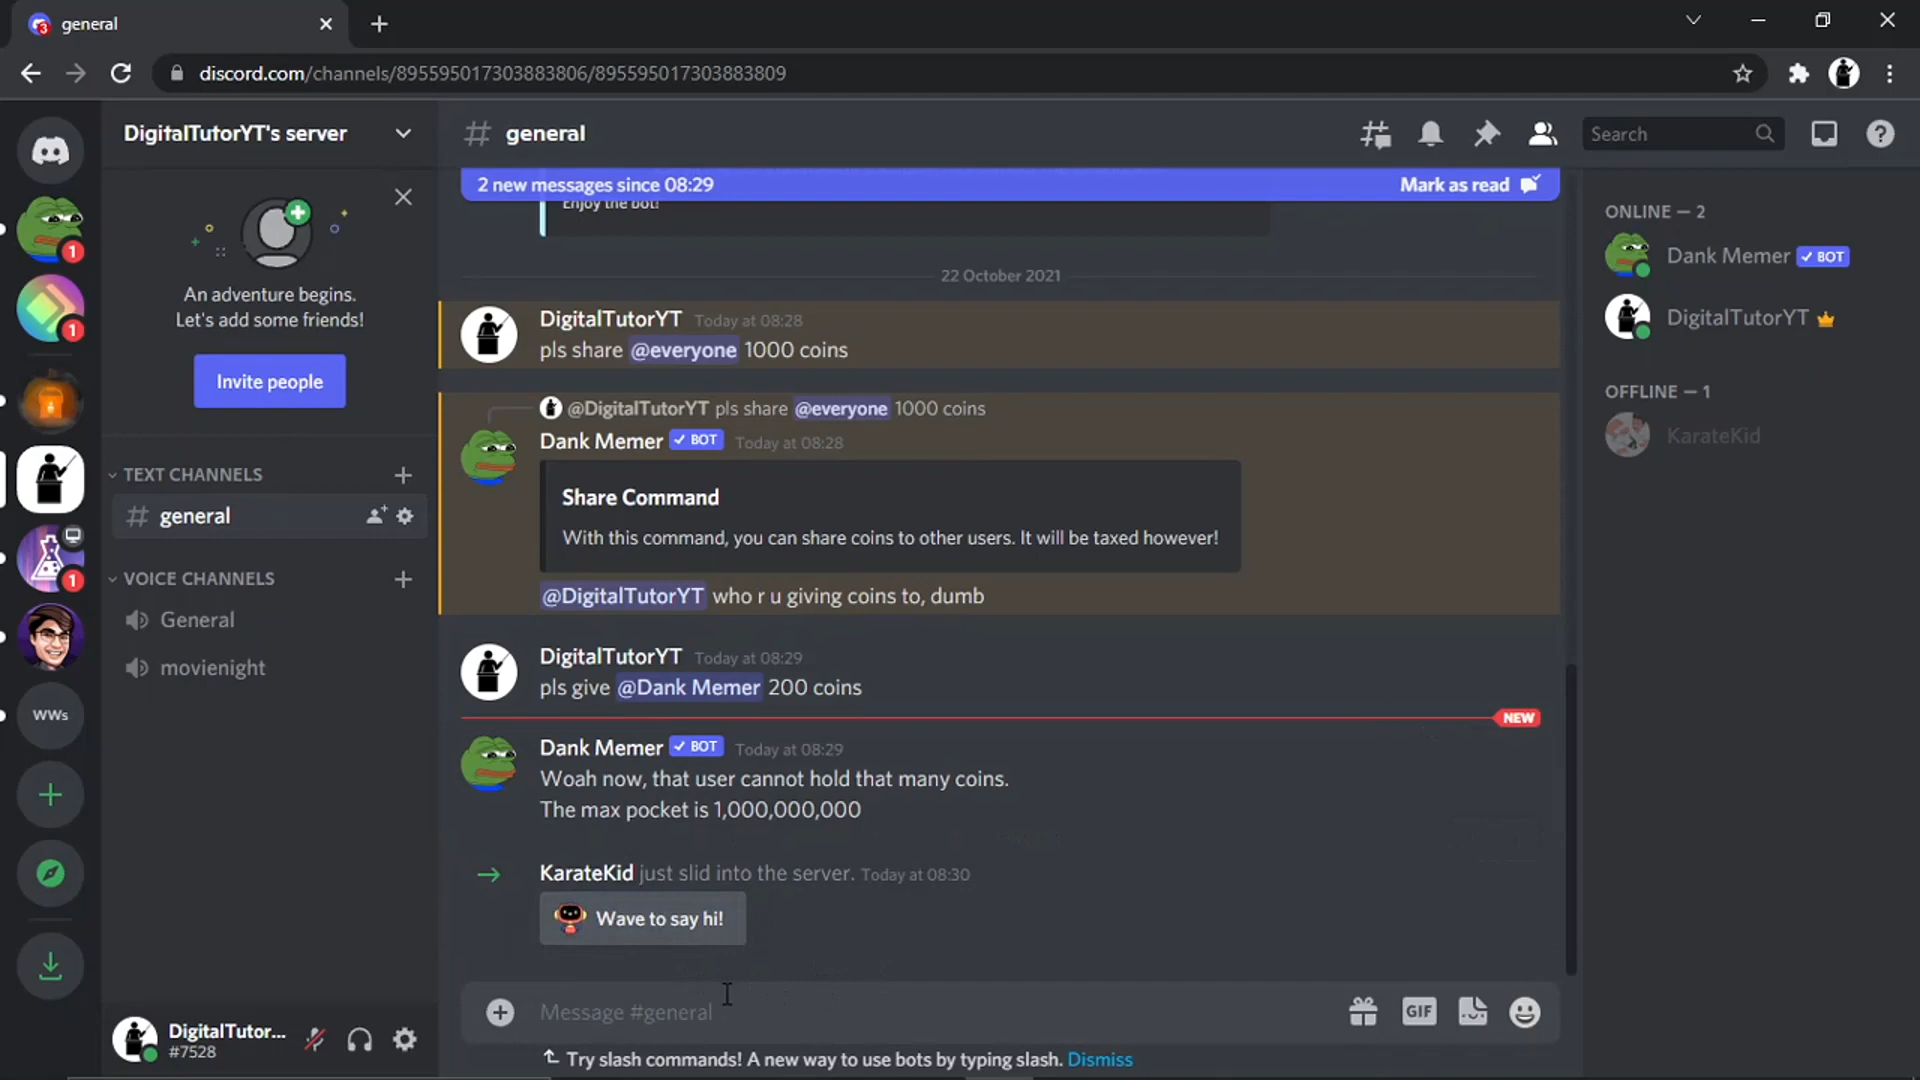 general
discord.com/channels/895595017303883806/895595017303883809
DigitalTutorYT's server
general
Search
2 new messages since 08:29
Mark as read
Enjoy the bot!
An adventure begins.
Let's add some friends!
Invite people
TEXT CHANNELS
general
VOICE CHANNELS
General
movienight
1
1
1
3
WWs
DigitalTutor...
#7528
22 October 2021
DigitalTutorYT Today at 08:28
pls share @everyone 1000 coins
@DigitalTutorYT pls share @everyone 1000 coins
Dank Memer ✓ BOT Today at 08:28
Share Command
With this command, you can share coins to other users. It will be taxed however!
@DigitalTutorYT who r u giving coins to, dumb
DigitalTutorYT Today at 08:29
pls give @Dank Memer 200 coins
NEW
Dank Memer ✓ BOT Today at 08:29
Woah now, that user cannot hold that many coins.
The max pocket is 1,000,000,000
KarateKid just slid into the server. Today at 08:30
Wave to say hi!
Message #general
GIF
Try slash commands! A new way to use bots by typing slash. Dismiss
ONLINE — 2
Dank Memer ✓ BOT
DigitalTutorYT
OFFLINE — 1
KarateKid